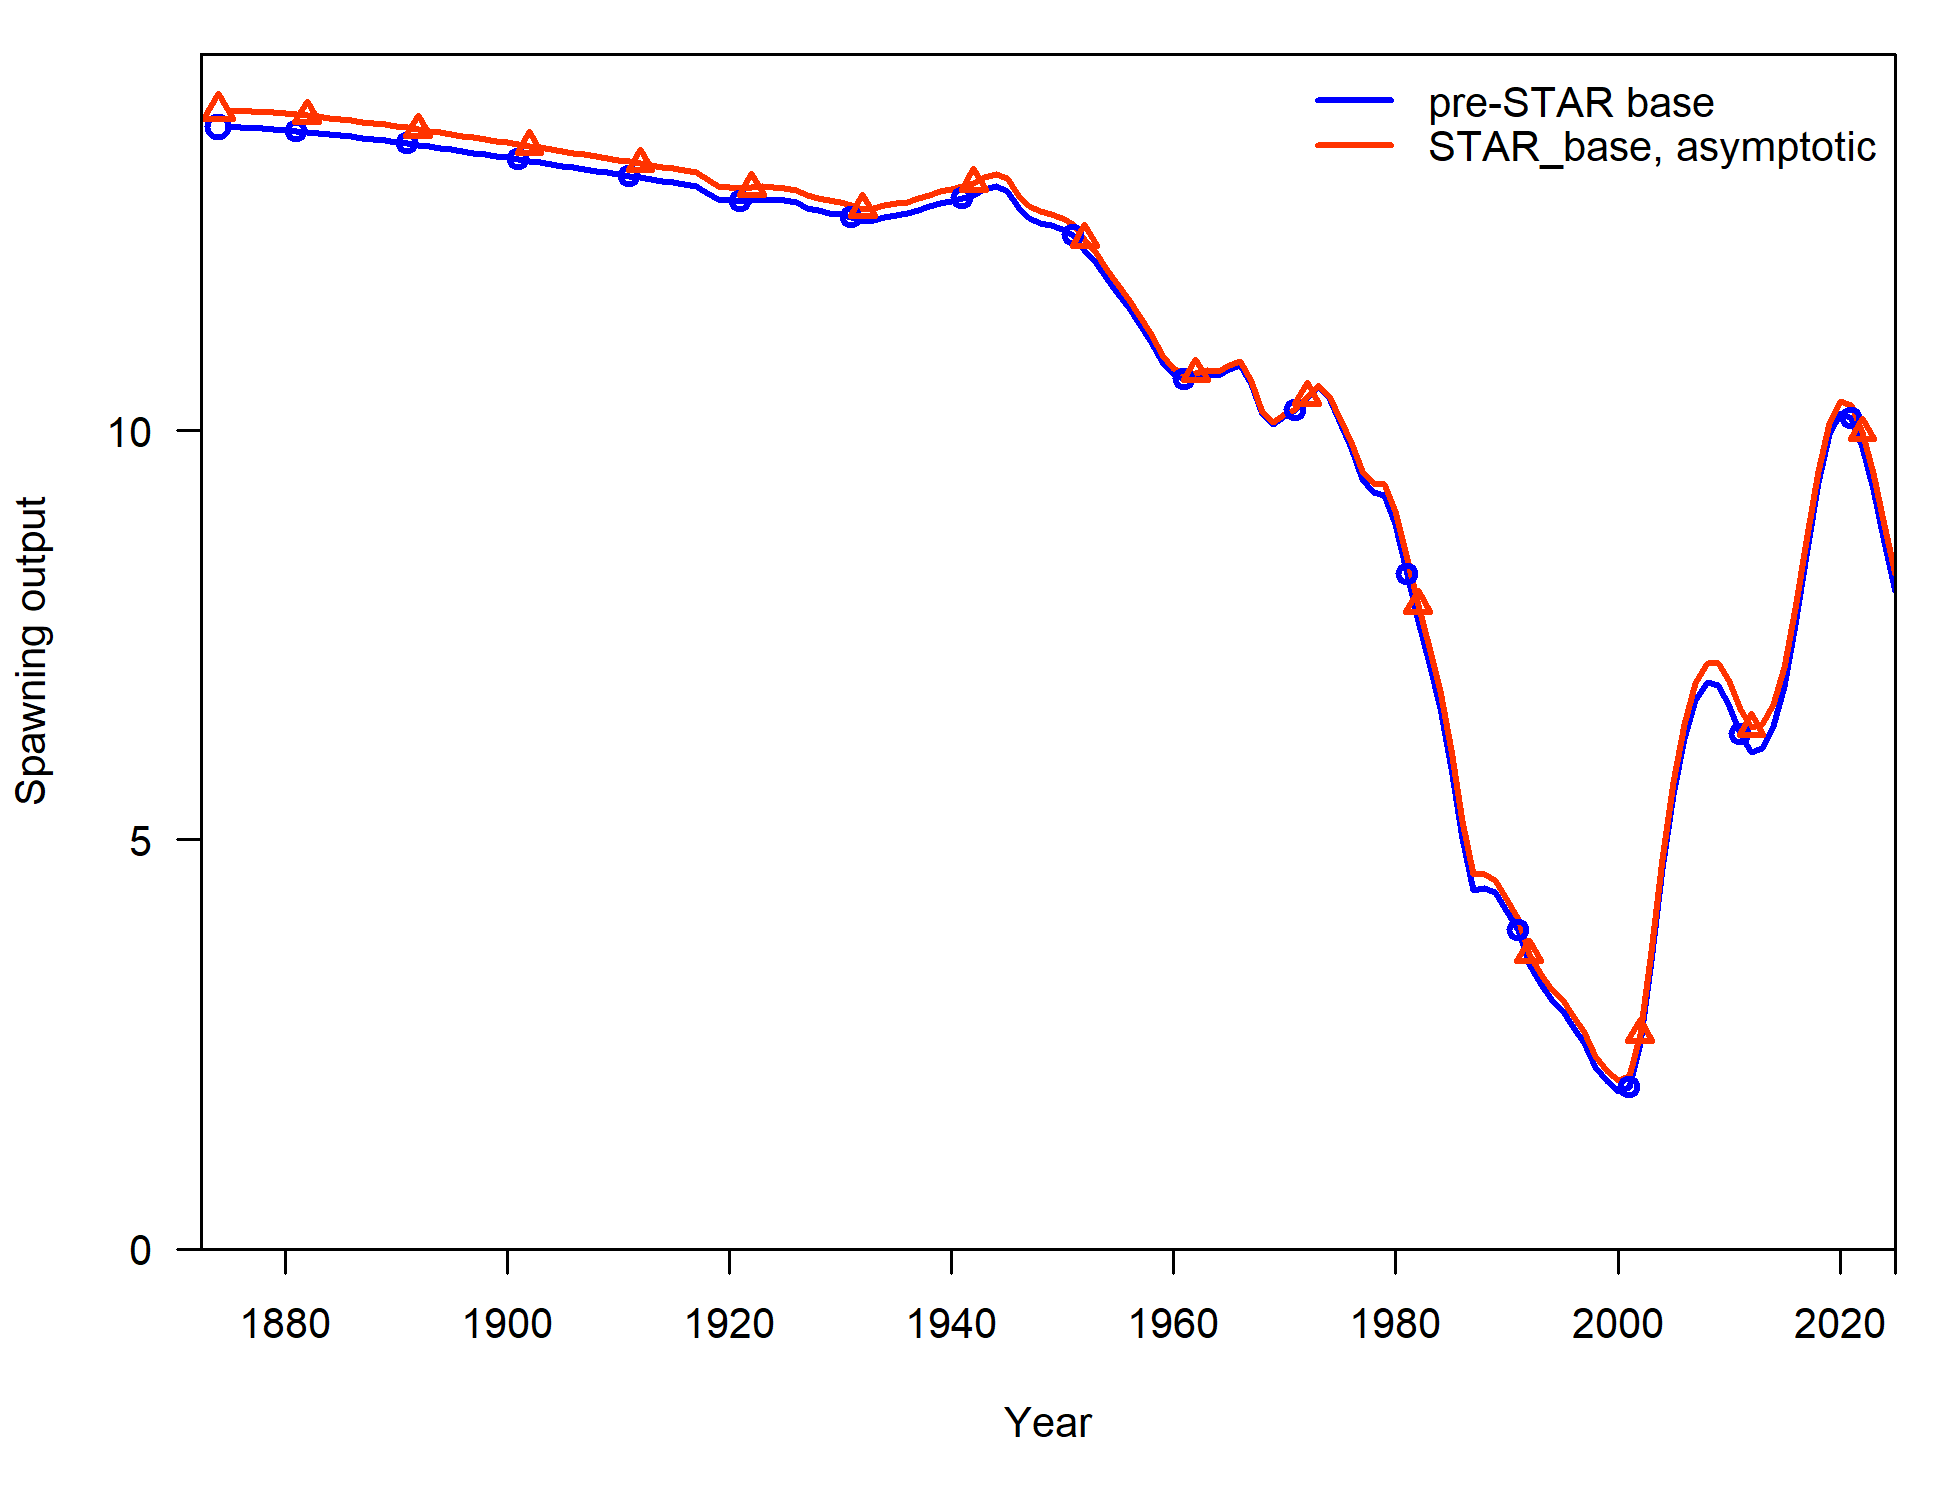 pre-STAR base
STAR_base, asymptotic
10
5
0
Spawning output
1880 1900 1920 1940 1960 1980 2000 2020
Year